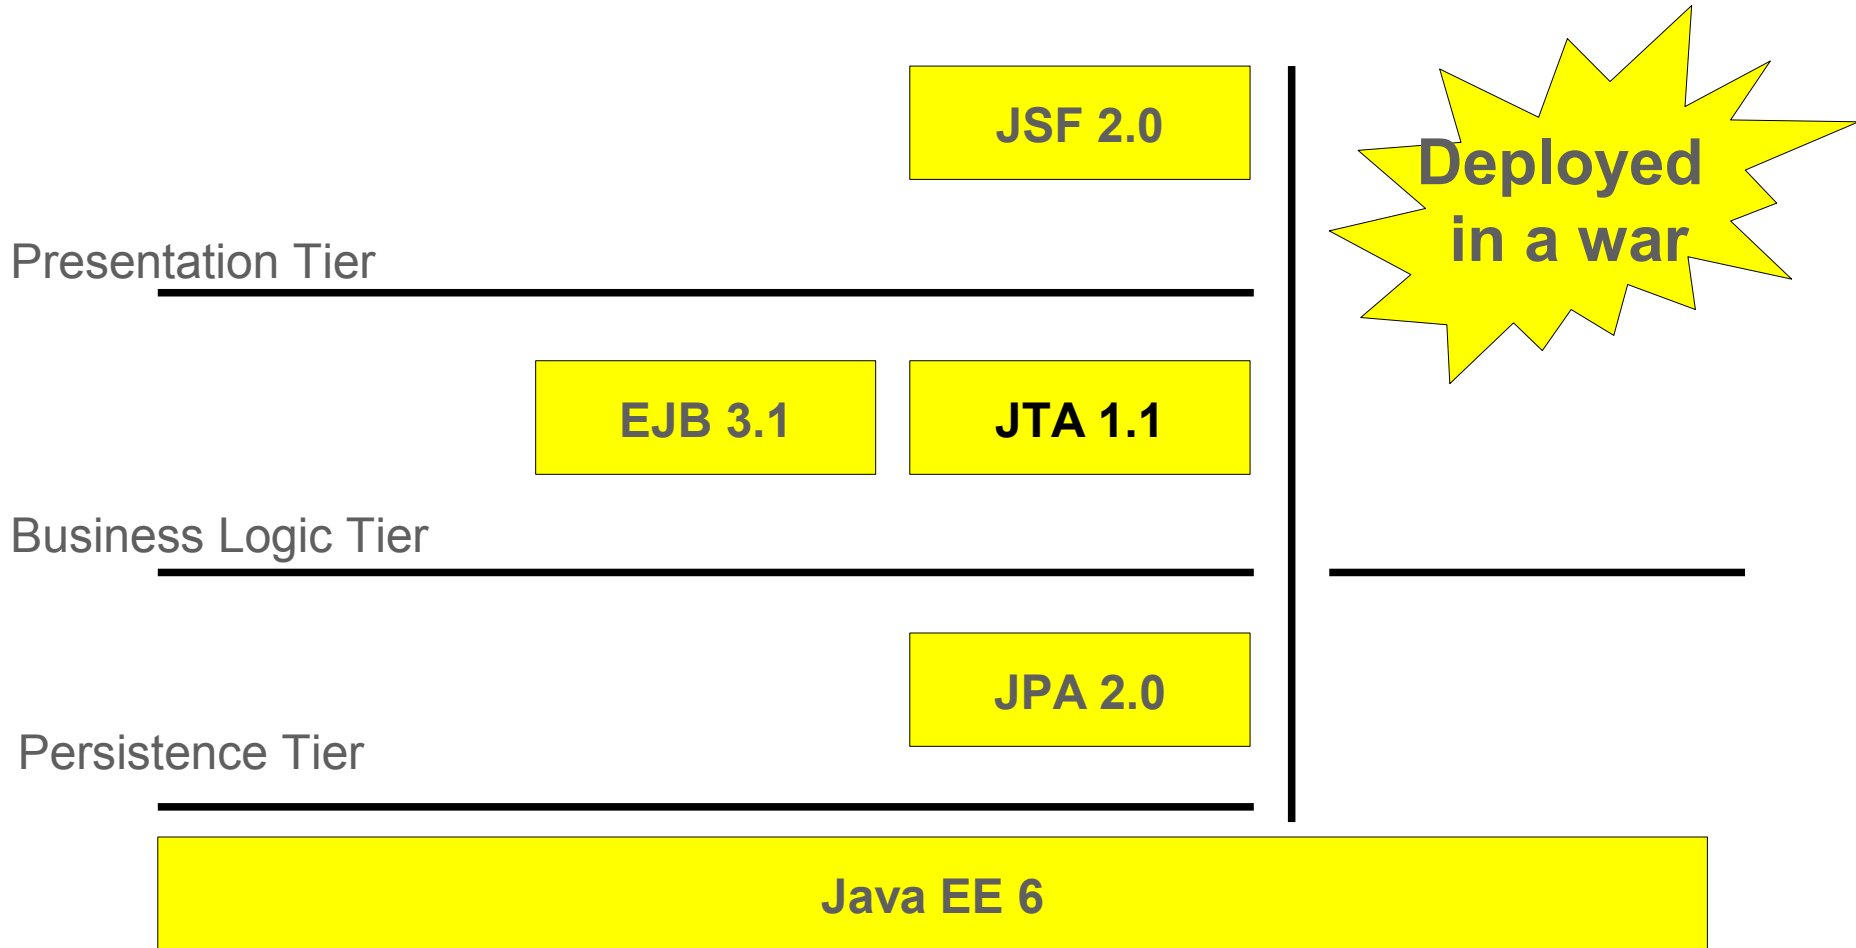 JSF 2.0
Deployed
in a war
Presentation Tier
EJB 3.1
JTA 1.1
Business Logic Tier
JPA 2.0
Persistence Tier
Java EE 6